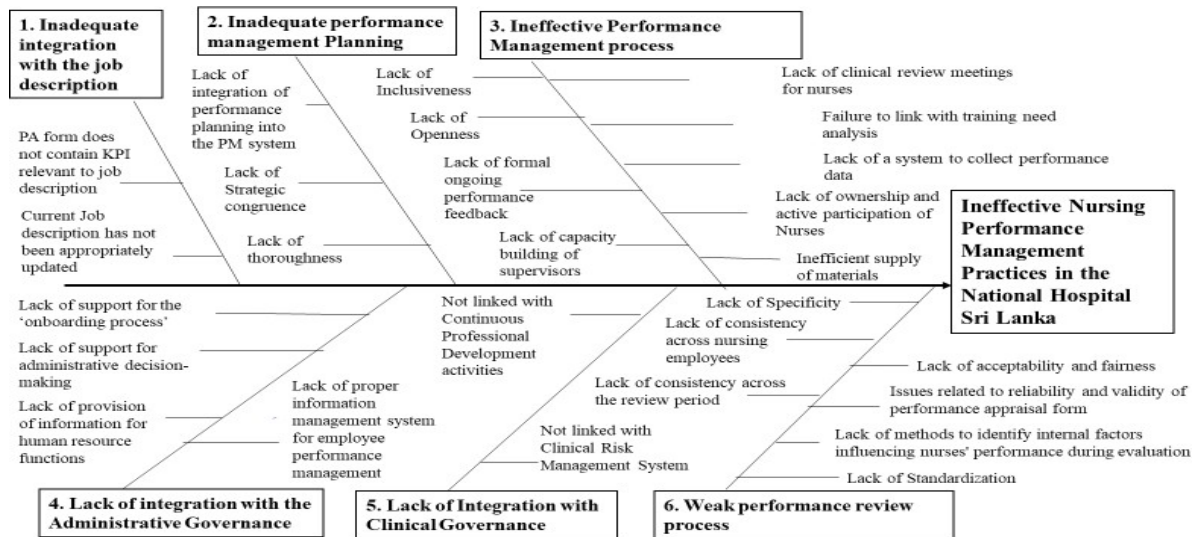 1. Inadequate
integration
with the job
description
2. Inadequate performance
management Planning
3. Ineffective Performance
Management process
PA form does
not contain KPI
relevant to job
description
Current Job
description has not
been appropriately
updated
Lack of
integration of
performance
planning into
the PM system
Lack of
Strategic
congruence
Lack of
thoroughness
Lack of
Inclusiveness
Lack of
Openness
Lack of formal
ongoing
performance
feedback
Lack of capacity
building of
supervisors
Lack of clinical review meetings
for nurses
Failure to link with training need
analysis
Lack of a system to collect performance
data
Lack of ownership and
active participation of
Nurses
Inefficient supply
of materials
Ineffective Nursing
Performance
Management
Practices in the
National Hospital
Sri Lanka
Lack of support for the
‘onboarding process’
Lack of support for
administrative decision-
making
Lack of provision
of information for
human resource
functions
Lack of proper
information
management system
for employee
performance
management
4. Lack of integration with the
Administrative Governance
Not linked with
Continuous
Professional
Development
activities
Not linked with
Clinical Risk
Management System
5. Lack of Integration with
Clinical Governance
Lack of Specificity
Lack of consistency
across nursing
employees
Lack of consistency across
the review period
Lack of acceptability and fairness
Issues related to reliability and validity of
performance appraisal form
Lack of methods to identify internal factors
influencing nurses’ performance during evaluation
Lack of Standardization
6. Weak performance review
process